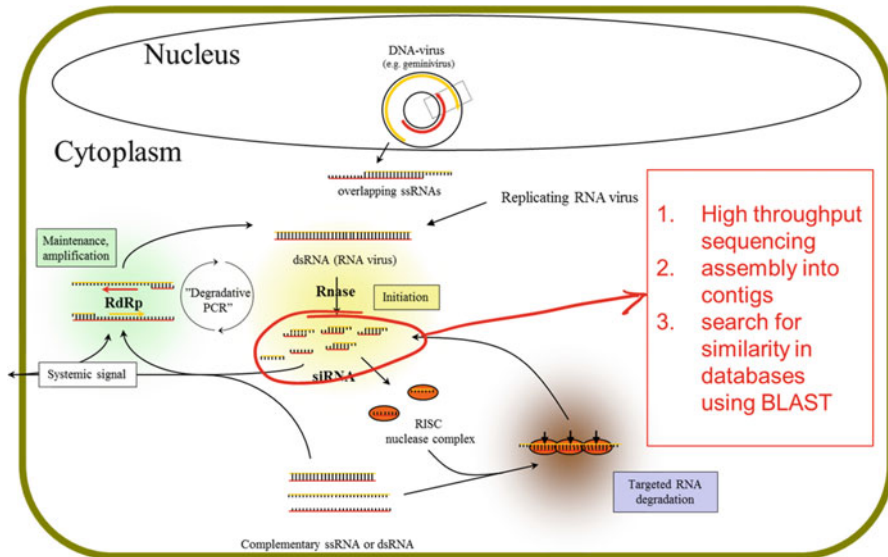 Nucleus
DNA-virus
(e.g. geminivirus)
Cytoplasm
overlapping ssRNAs
Replicating RNA virus
Maintenance,
amplification
dsRNA (RNA virus)
"Degradative
PCR"
RdRp
Rnase
Initiation
siRNA
Systemic signal
RISC
nuclease complex
Targeted RNA
degradation
Complementary ssRNA or dsRNA
1. High throughput
sequencing
2. assembly into
contigs
3. search for
similarity in
databases
using BLAST